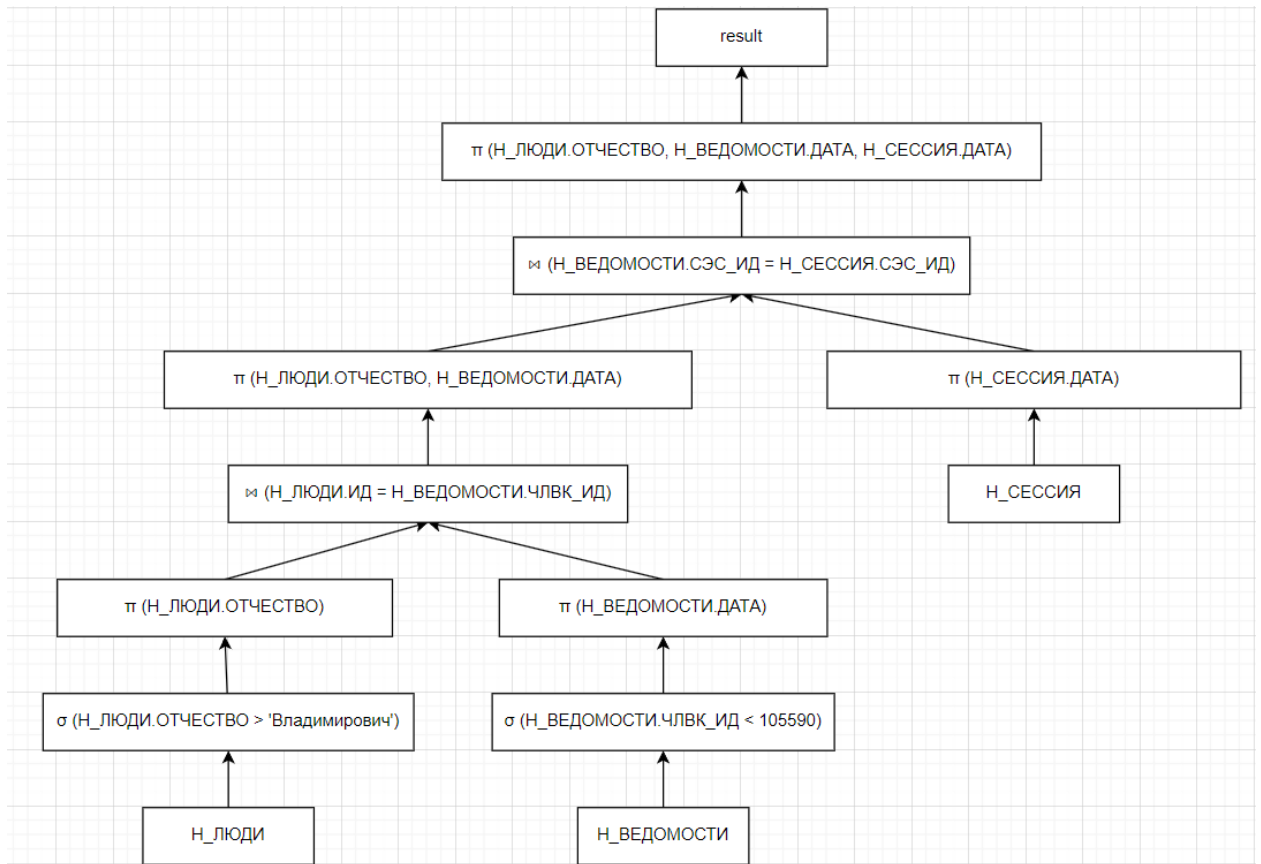 result
π (Н_ЛЮДИ.ОТЧЕСТВО, Н_ВЕДОМОСТИ.ДАТА, Н_СЕССИЯ.ДАТА)
⋈ (Н_ВЕДОМОСТИ.СЭС_ИД = Н_СЕССИЯ.СЭС_ИД)
π (Н_ЛЮДИ.ОТЧЕСТВО, Н_ВЕДОМОСТИ.ДАТА)
π (Н_СЕССИЯ.ДАТА)
⋈ (Н_ЛЮДИ.ИД = Н_ВЕДОМОСТИ.ЧЛВК_ИД)
Н_СЕССИЯ
π (Н_ЛЮДИ.ОТЧЕСТВО)
π (Н_ВЕДОМОСТИ.ДАТА)
σ (Н_ЛЮДИ.ОТЧЕСТВО > 'Владимирович')
σ (Н_ВЕДОМОСТИ.ЧЛВК_ИД < 105590)
Н_ЛЮДИ
Н_ВЕДОМОСТИ